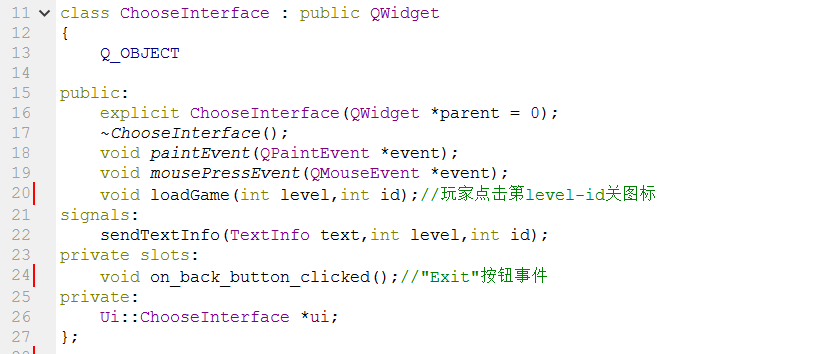 11 class ChooseInterface : public QWidget
12 {
13     Q_OBJECT
14
15 public:
16     explicit ChooseInterface(QWidget *parent = 0);
17     ~ChooseInterface();
18     void paintEvent(QPaintEvent *event);
19     void mousePressEvent(QMouseEvent *event);
20     void loadGame(int level,int id);//玩家点击第level-id关图标
21 signals:
22     sendTextInfo(TextInfo text,int level,int id);
23 private slots:
24     void on_back_button_clicked();//"Exit"按钮事件
25 private:
26     Ui::ChooseInterface *ui;
27 };